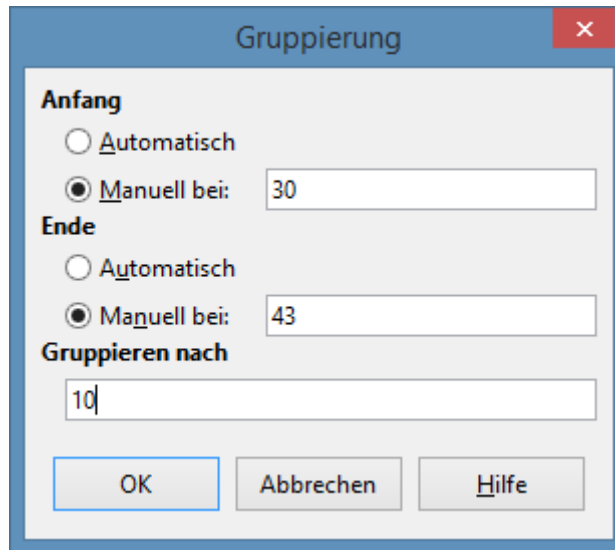 Gruppierung
Anfang
Automatisch
Manuell bei: 30
Ende
Automatisch
Manuell bei: 43
Gruppieren nach
10
OK Abbrechen Hilfe